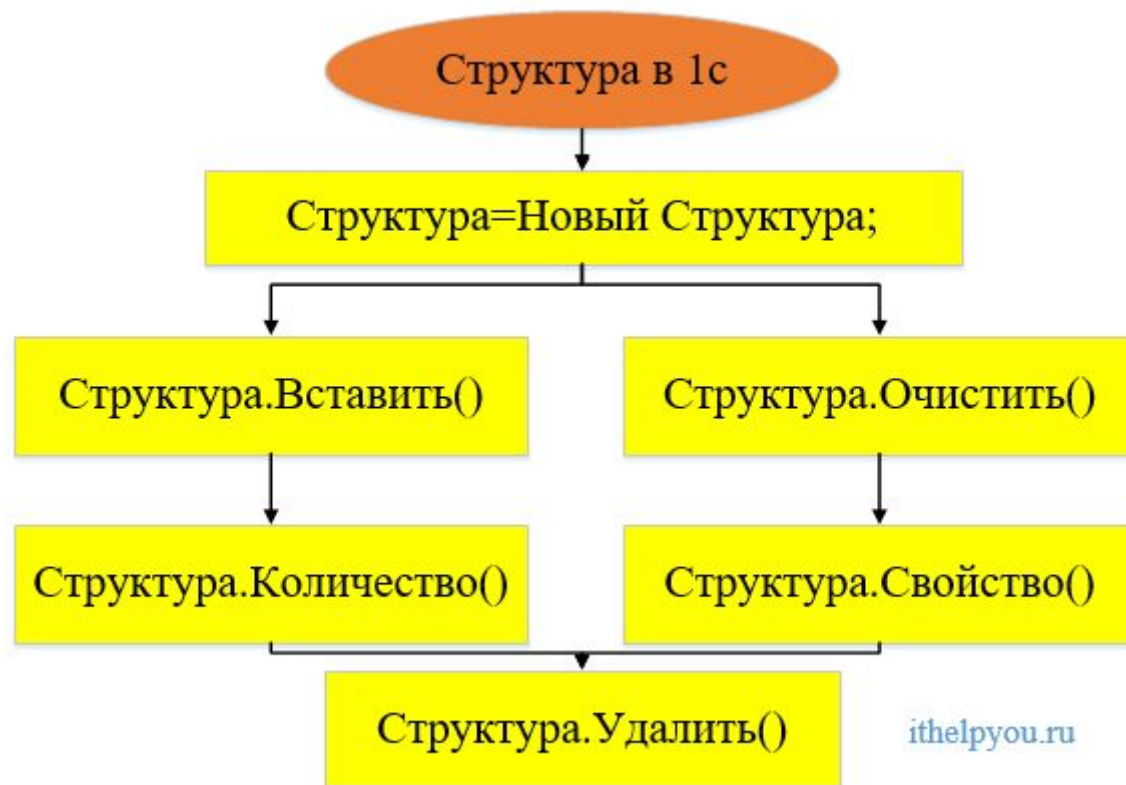 Структура в 1с
Структура=Новый Структура;
Структура.Вставить()
Структура.Очистить()
Структура.Количество()
Структура.Свойство()
Структура.Удалить()
ithelpyou.ru